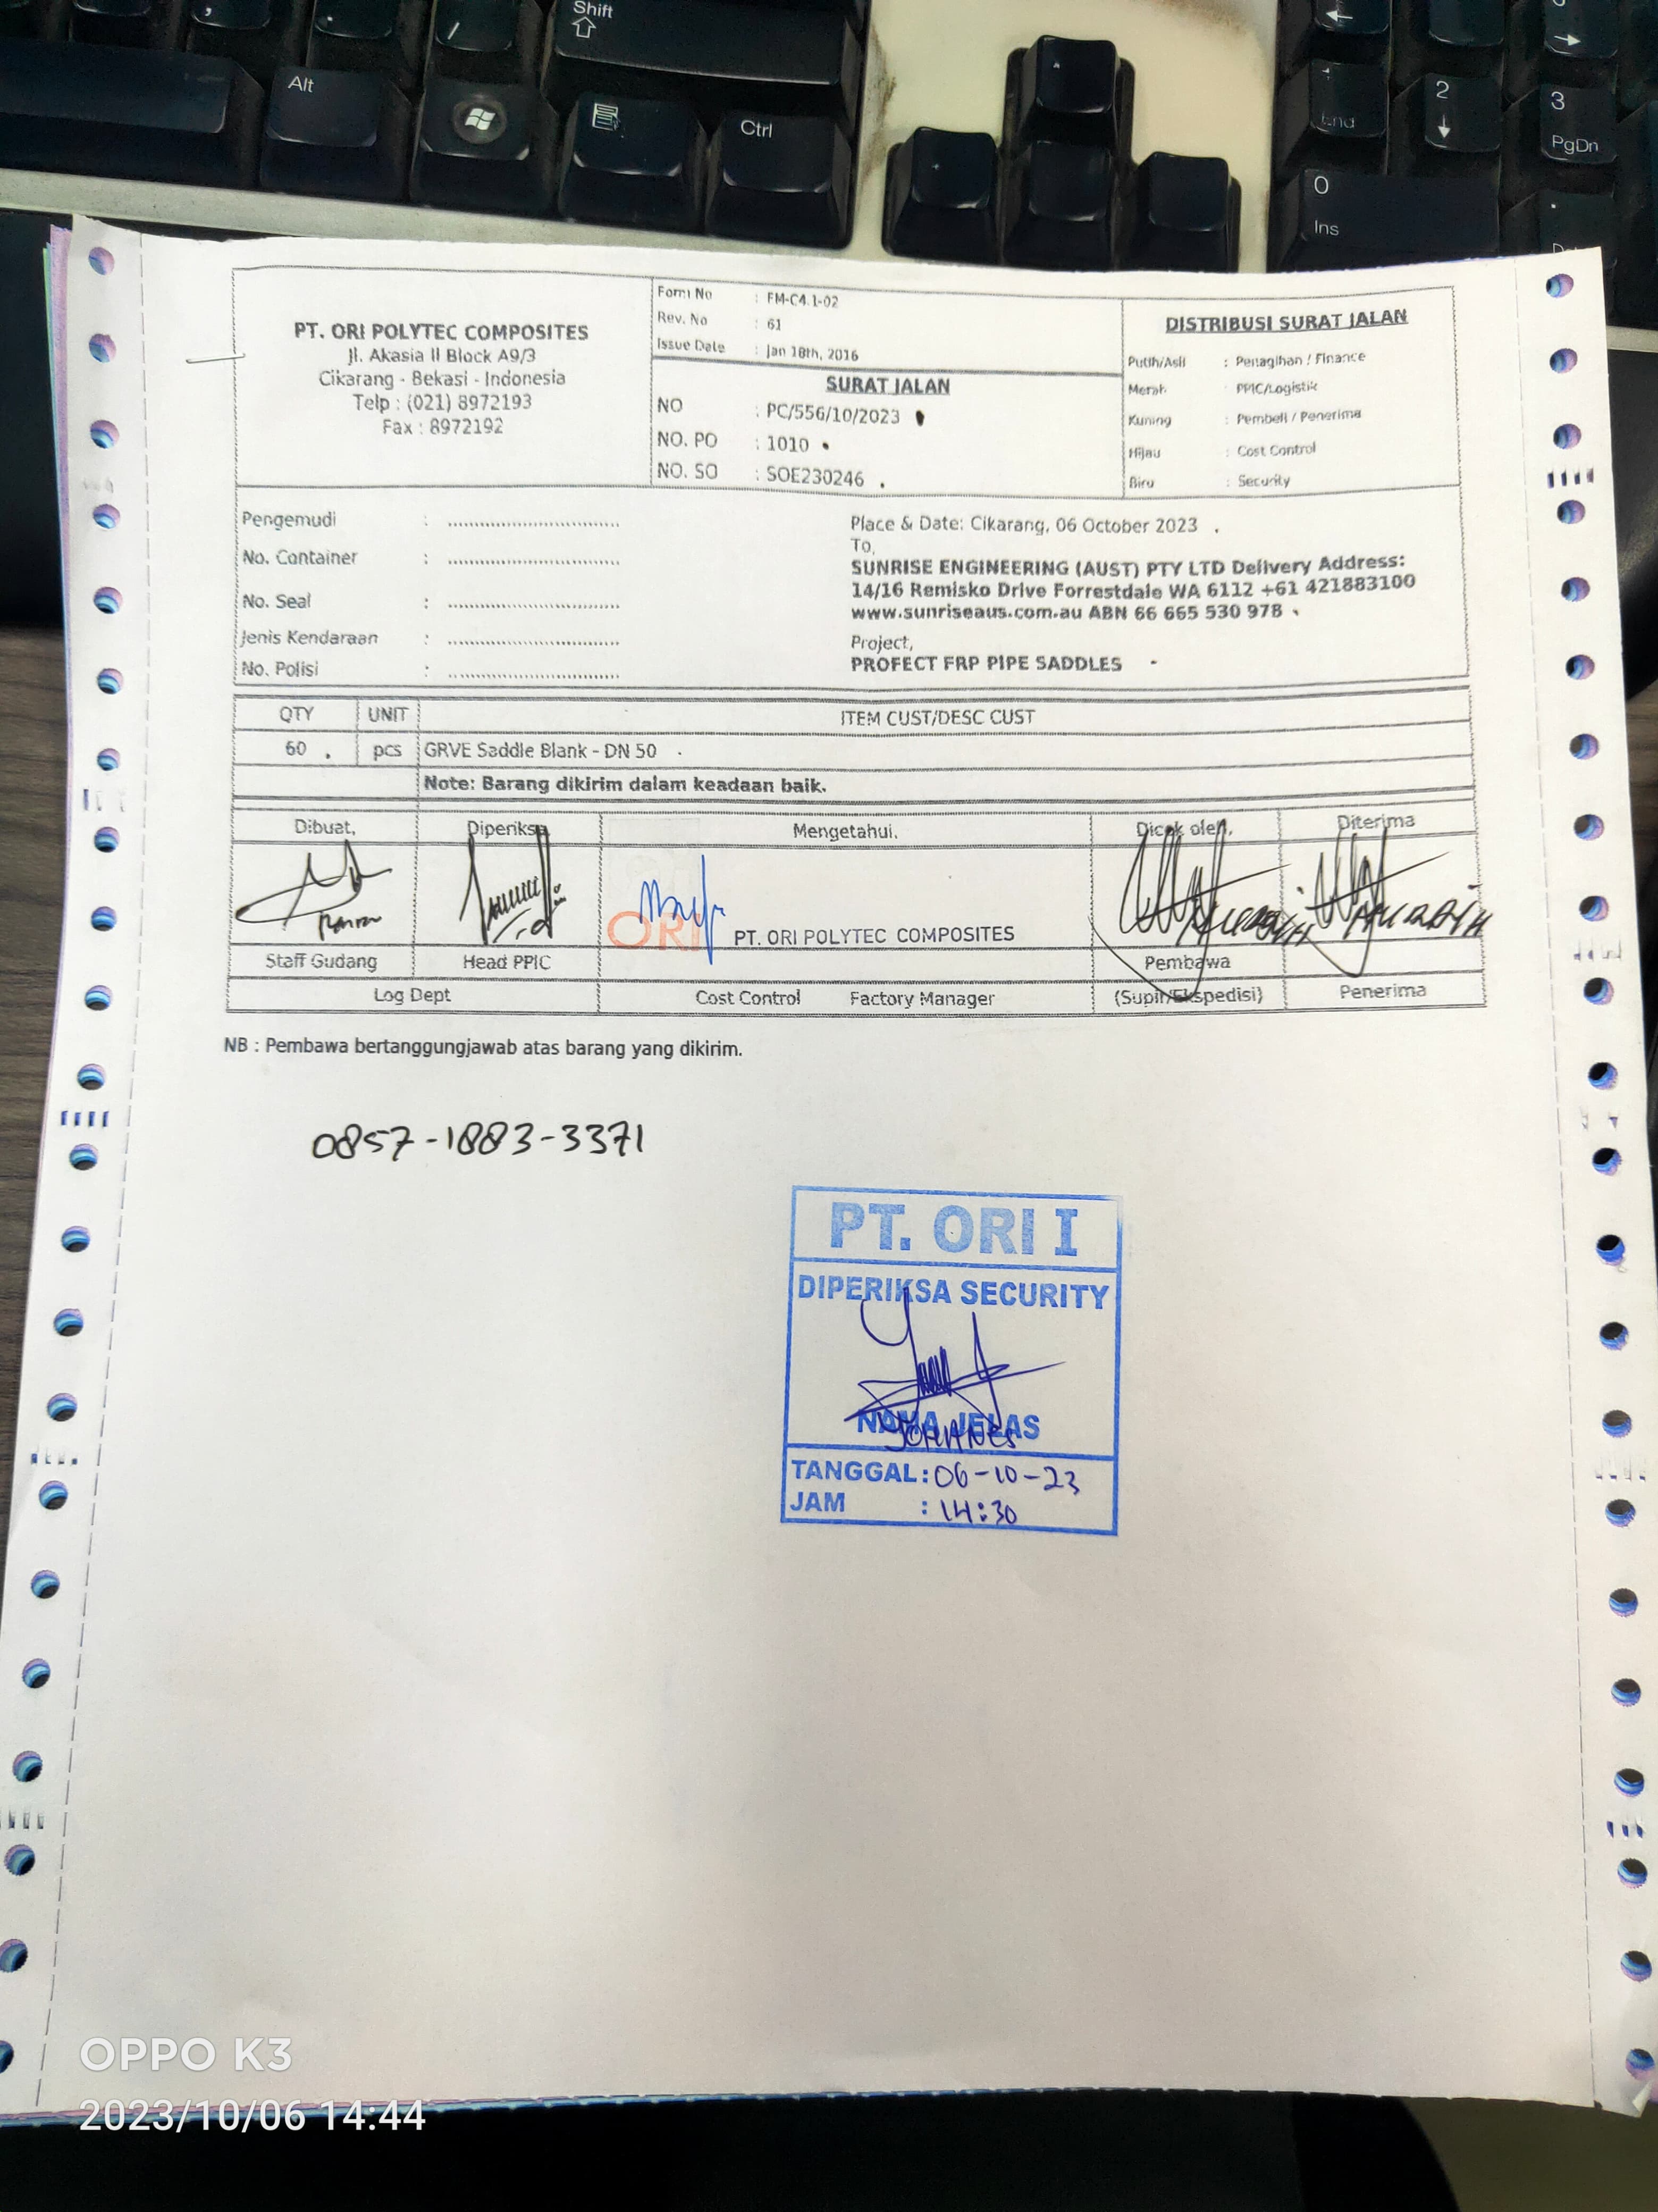 Shift
Alt
Ctrl
End
2
3
PgDn
0
Ins
PT. ORI POLYTEC COMPOSITES
Jl. Akasia II Block A9/3
Cikarang - Bekasi - Indonesia
Telp : (021) 8972193
Fax : 8972192
Form No : FM-C4.1-02
Rev. No : 61
Issue Date : Jan 18th, 2016
SURAT JALAN
NO : PC/556/10/2023
NO. PO : 1010
NO. SO : SOE230246
DISTRIBUSI SURAT JALAN
Putih/Asli : Penagihan / Finance
Merah : PPIC/Logistik
Kuning : Pembeli / Penerima
Hijau : Cost Control
Biru : Security
Pengemudi : ..............................
No. Container : ..............................
No. Seal : ..............................
Jenis Kendaraan : ..............................
No. Polisi : ..............................
Place & Date: Cikarang, 06 October 2023
To,
SUNRISE ENGINEERING (AUST) PTY LTD Delivery Address:
14/16 Remisko Drive Forrestdale WA 6112 +61 421883100
www.sunriseaus.com.au ABN 66 665 530 978
Project,
PROFECT FRP PIPE SADDLES
QTY UNIT ITEM CUST/DESC CUST
60 pcs GRVE Saddle Blank - DN 50
Note: Barang dikirim dalam keadaan baik.
Dibuat, Diperiksa Mengetahui, Dicek oleh, Diterima
ORI PT. ORI POLYTEC COMPOSITES
Staff Gudang Head PPIC Pembawa
Log Dept Cost Control Factory Manager (Supir/Ekspedisi) Penerima
NB : Pembawa bertanggungjawab atas barang yang dikirim.
0857-1883-3371
PT. ORI I
DIPERIKSA SECURITY
NAMA JELAS
YOHANES
TANGGAL : 06-10-23
JAM : 14:30
OPPO K3
2023/10/06 14:44